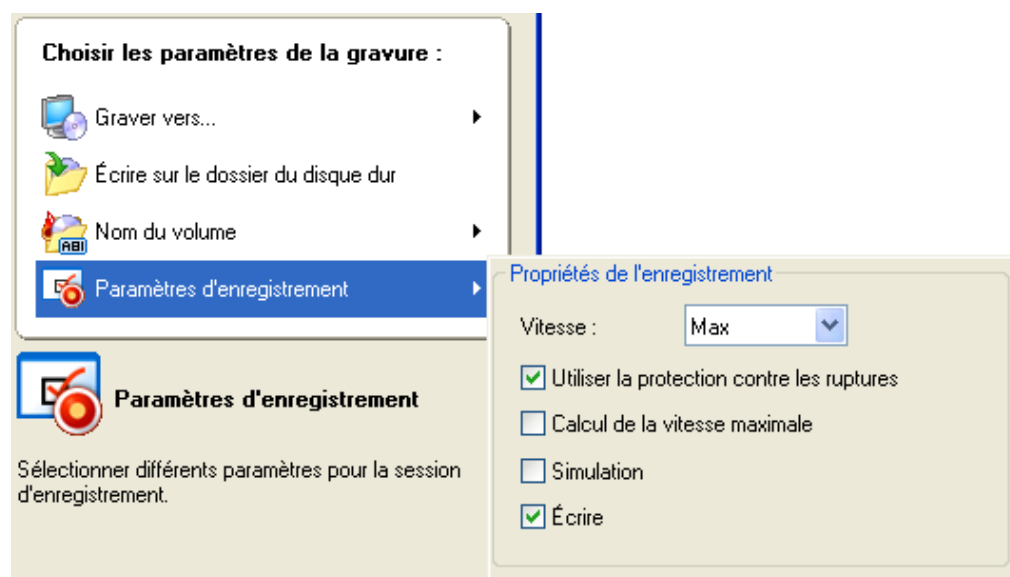 Choisir les paramètres de la gravure :
Graver vers...
Écrire sur le dossier du disque dur
Nom du volume
ABI
Paramètres d'enregistrement
Propriétés de l'enregistrement
Vitesse : Max
Utiliser la protection contre les ruptures
Calcul de la vitesse maximale
Simulation
Écrire
Paramètres d'enregistrement
Sélectionner différents paramètres pour la session
d'enregistrement.